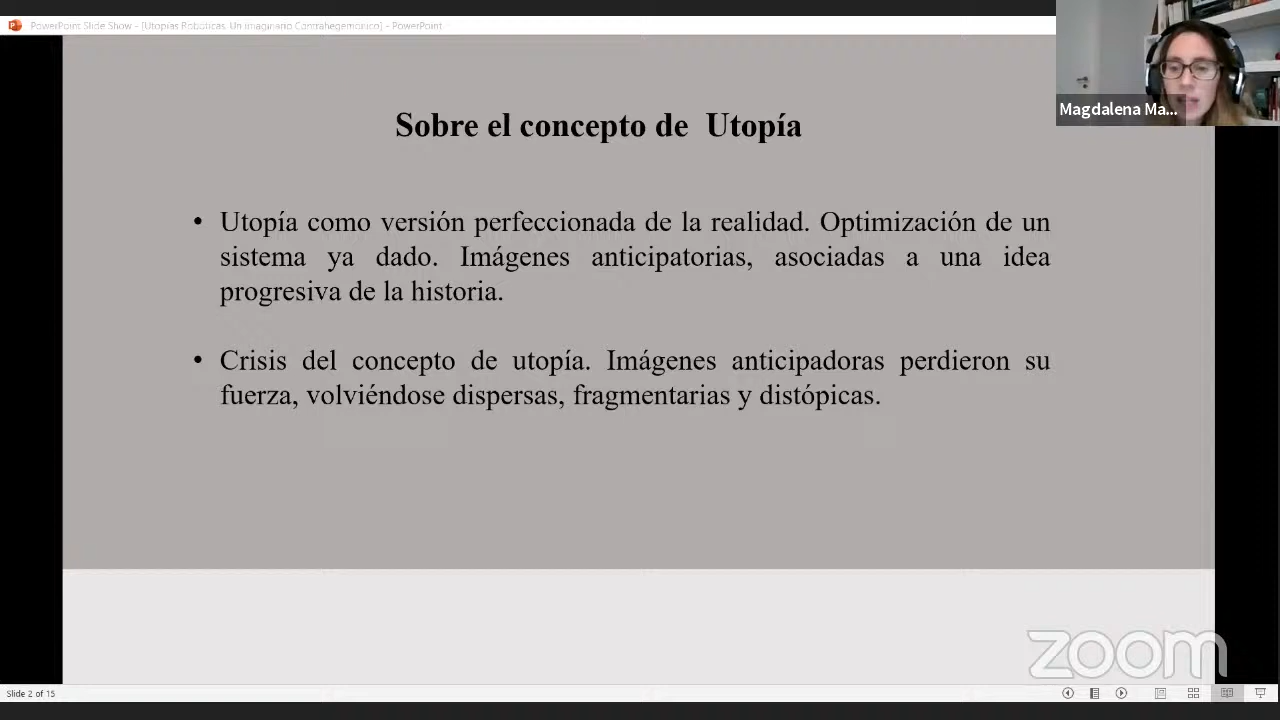 PowerPoint Slide Show - [Utopías Roboticas. Un imaginario Contrahegemonico] - PowerPoint
Magdalena Ma...
Sobre el concepto de Utopía
• Utopía como versión perfeccionada de la realidad. Optimización de un
sistema ya dado. Imágenes anticipatorias, asociadas a una idea
progresiva de la historia.
• Crisis del concepto de utopía. Imágenes anticipadoras perdieron su
fuerza, volviéndose dispersas, fragmentarias y distópicas.
zoom
Slide 2 of 15